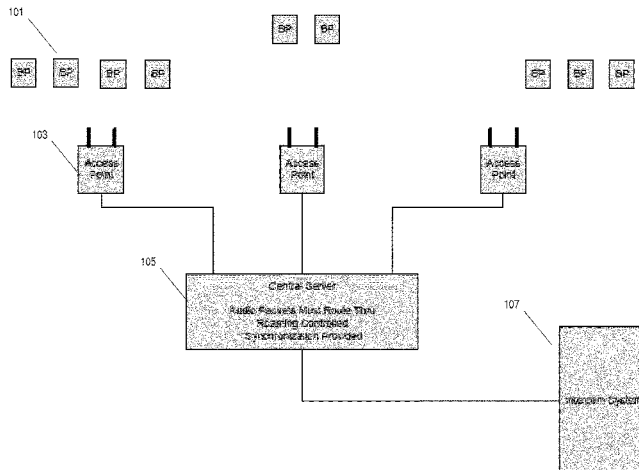 101
BP BP
BP BP BP BP BP BP BP
103
Access Access Access
Point Point Point
105
Central Server
Audio Packets Must Route Thru
Roaming Controlled
Synchronization Provided
107
Intercom System